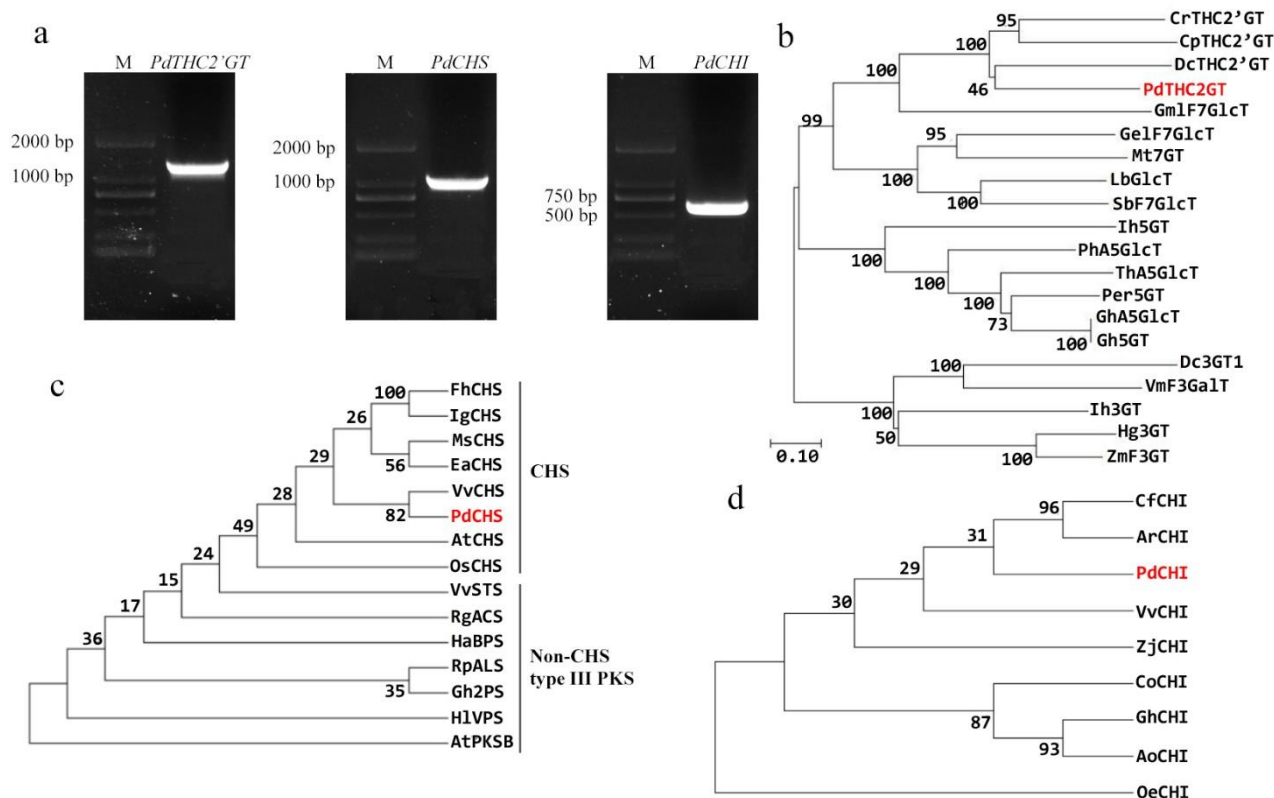 a
M PdTHC2'GT
2000 bp
1000 bp
M PdCHS
2000 bp
1000 bp
M PdCHI
750 bp
500 bp
b
95
CrTHC2'GT
CpTHC2'GT
100
DcTHC2'GT
46
PdTHC2GT
100
GmlF7GlcT
99
95
GelF7GlcT
Mt7GT
100
LbGlcT
100
SbF7GlcT
Ih5GT
100
PhA5GlcT
100
ThA5GlcT
100
Per5GT
73
GhA5GlcT
100
Gh5GT
100
Dc3GT1
VmF3GalT
100
Ih3GT
50
Hg3GT
100
ZmF3GT
0.10
c
100
FhCHS
IgCHS
26
MsCHS
56
EaCHS
29
VvCHS
82
PdCHS
28
AtCHS
49
OsCHS
CHS
24
VvSTS
15
RgACS
17
HaBPS
36
RpALS
35
Gh2PS
HlVPS
AtPKSB
Non-CHS
type III PKS
d
96
CfCHI
ArCHI
31
PdCHI
29
VvCHI
30
ZjCHI
CoCHI
87
GhCHI
93
AoCHI
OeCHI